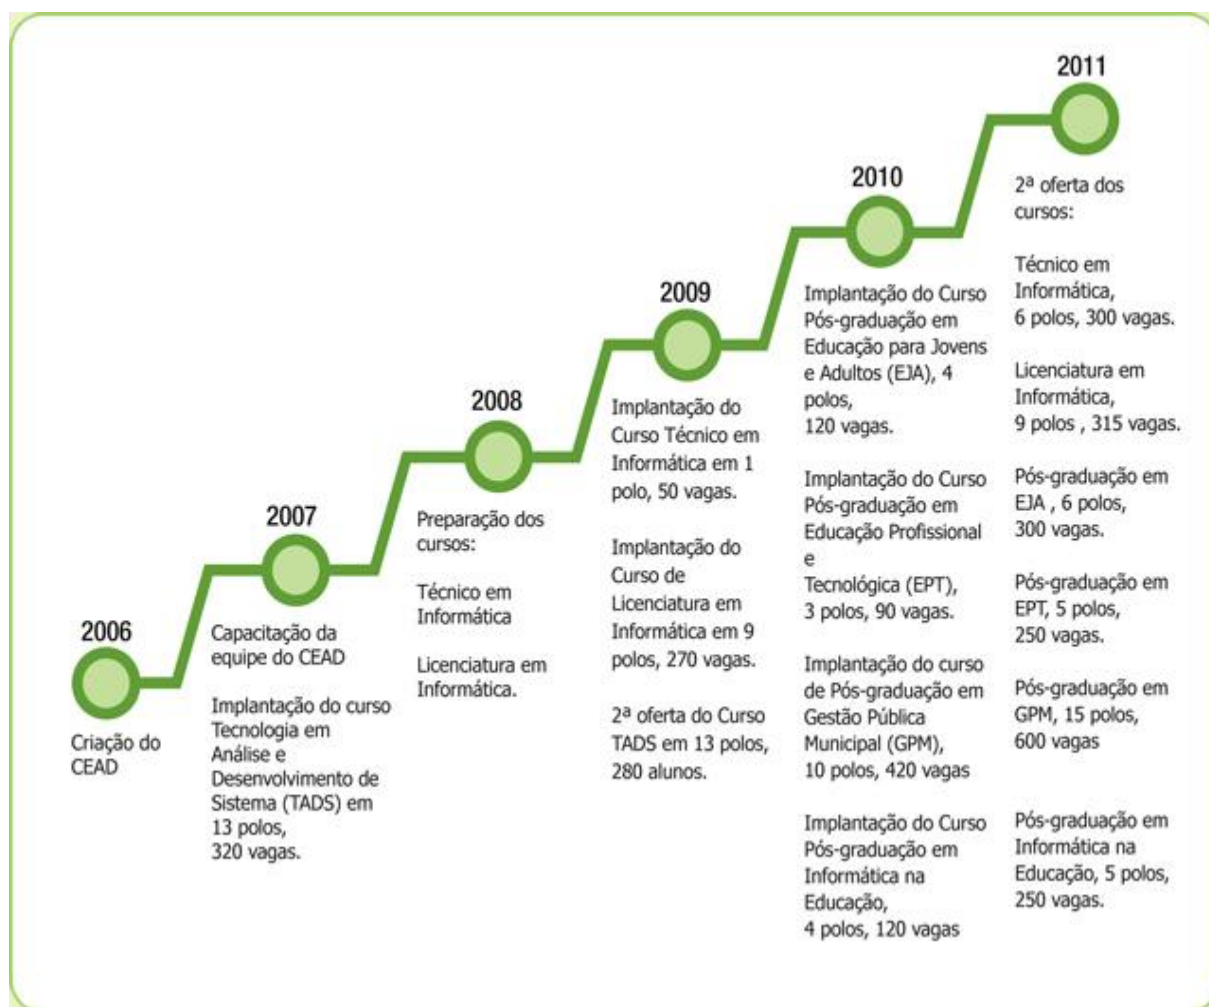 2006
Criação do
CEAD
2007
Capacitação da
equipe do CEAD
Implantação do curso
Tecnologia em
Análise e
Desenvolvimento de
Sistema (TADS) em
13 polos,
320 vagas.
2008
Preparação dos
cursos:
Técnico em
Informática
Licenciatura em
Informática.
2009
Implantação do
Curso Técnico em
Informática em 1
polo, 50 vagas.
Implantação do
Curso de
Licenciatura em
Informática em 9
polos, 270 vagas.
2ª oferta do Curso
TADS em 13 polos,
280 alunos.
2010
Implantação do Curso
Pós-graduação em
Educação para Jovens
e Adultos (EJA), 4
polos,
120 vagas.
Implantação do Curso
Pós-graduação em
Educação Profissional
e
Tecnológica (EPT),
3 polos, 90 vagas.
Implantação do curso
de Pós-graduação em
Gestão Pública
Municipal (GPM),
10 polos, 420 vagas
Implantação do Curso
Pós-graduação em
Informática na
Educação,
4 polos, 120 vagas
2011
2ª oferta dos
cursos:
Técnico em
Informática,
6 polos, 300 vagas.
Licenciatura em
Informática,
9 polos , 315 vagas.
Pós-graduação em
EJA , 6 polos,
300 vagas.
Pós-graduação em
EPT, 5 polos,
250 vagas.
Pós-graduação em
GPM, 15 polos,
600 vagas
Pós-graduação em
Informática na
Educação, 5 polos,
250 vagas.